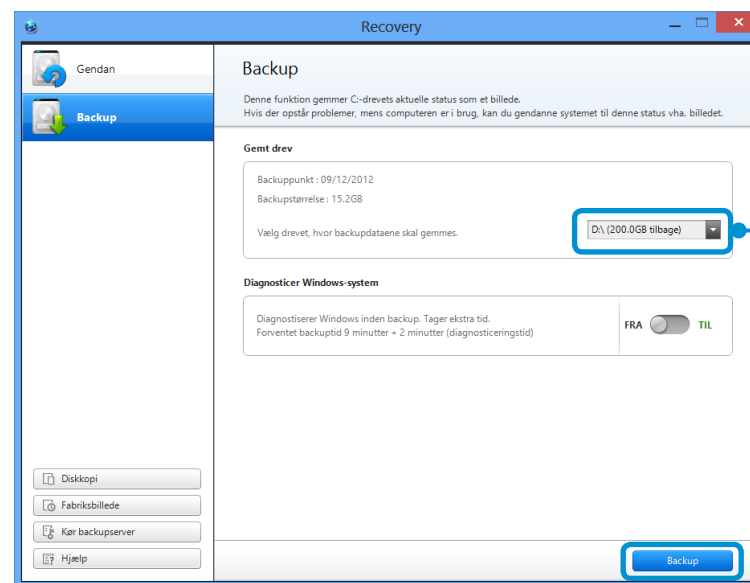 Recovery
Gendan
Backup
Backup
Denne funktion gemmer C:-drevets aktuelle status som et billede.
Hvis der opstår problemer, mens computeren er i brug, kan du gendanne systemet til denne status vha. billedet.
Gemt drev
Backuppunkt : 09/12/2012
Backupstørrelse : 15.2GB
Vælg drevet, hvor backupdataene skal gemmes.
D:\ (200.0GB tilbage)
Diagnosticer Windows-system
Diagnostiserer Windows inden backup. Tager ekstra tid.
Forventet backuptid 9 minutter + 2 minutter (diagnosticeringstid)
FRA TIL
Diskkopi
Fabriksbillede
Kør backupserver
Hjælp
Backup